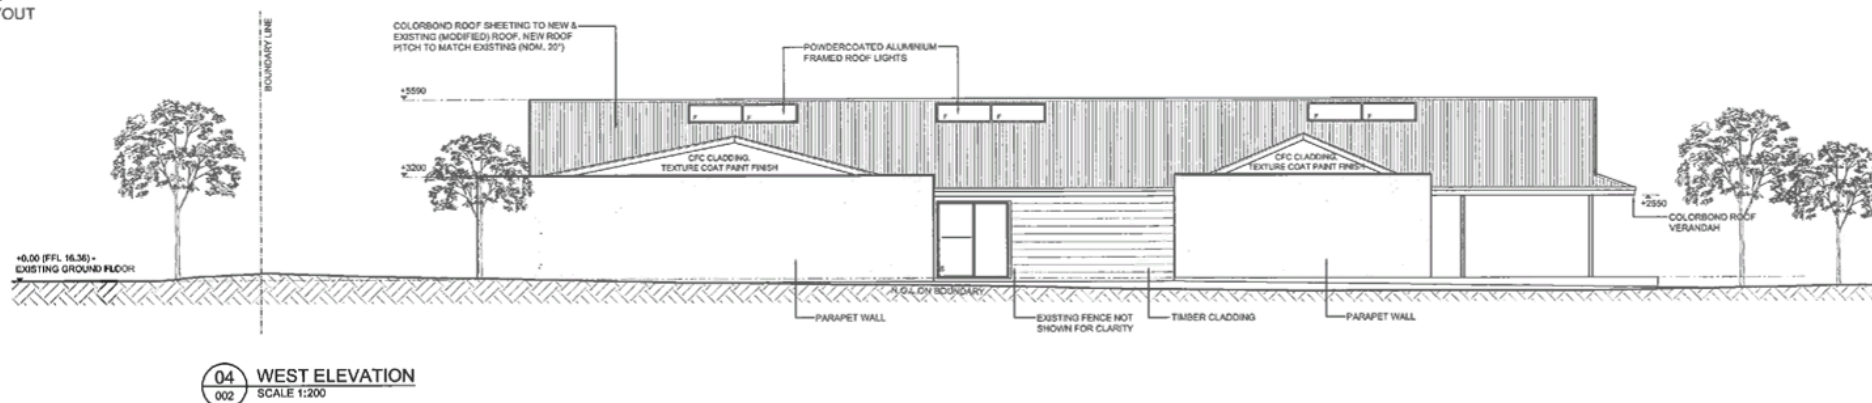 OUT
BOUNDARY LINE
COLORBOND ROOF SHEETING TO NEW &
EXISTING (MODIFIED) ROOF. NEW ROOF
PITCH TO MATCH EXISTING (NOM. 20°)
POWDERCOATED ALUMINIUM
FRAMED ROOF LIGHTS
+5590
F
F
F
F
F
F
+3200
CFC CLADDING.
TEXTURE COAT PAINT FINISH
CFC CLADDING.
TEXTURE COAT PAINT FINISH
+2550
COLORBOND ROOF
VERANDAH
+0.00 (FFL 16.36) -
EXISTING GROUND FLOOR
N.G.L ON BOUNDARY
PARAPET WALL
EXISTING FENCE NOT
SHOWN FOR CLARITY
TIMBER CLADDING
PARAPET WALL
04
002
WEST ELEVATION
SCALE 1:200